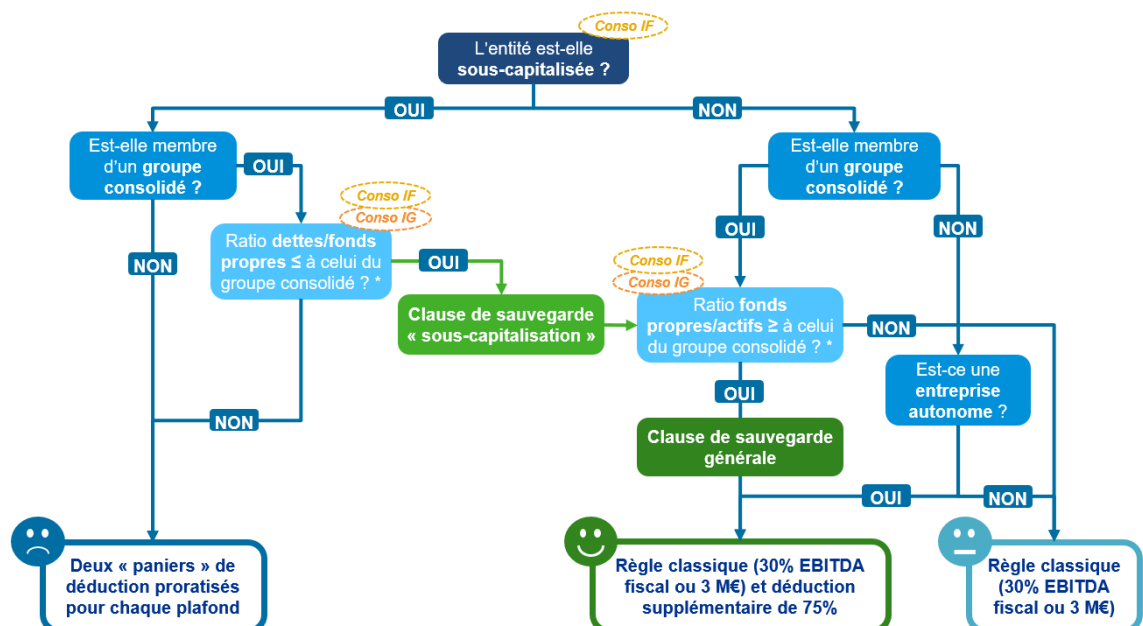 Conso IF
L'entité est-elle
sous-capitalisée ?
OUI
NON
Est-elle membre
d'un groupe
consolidé ?
OUI
Est-elle membre
d'un groupe
consolidé ?
Conso IF
Conso IG
OUI
NON
Ratio dettes/fonds
propres ≤ à celui du
groupe consolidé ? *
NON
OUI
Conso IF
Conso IG
Clause de sauvegarde
« sous-capitalisation »
Ratio fonds
propres/actifs ≥ à celui
du groupe consolidé ? *
NON
Est-ce une
entreprise
autonome ?
OUI
NON
Clause de sauvegarde
générale
OUI
NON
Deux « paniers » de
déduction proratisés
pour chaque plafond
Règle classique (30% EBITDA
fiscal ou 3 M€) et déduction
supplémentaire de 75%
Règle classique
(30% EBITDA
fiscal ou 3 M€)